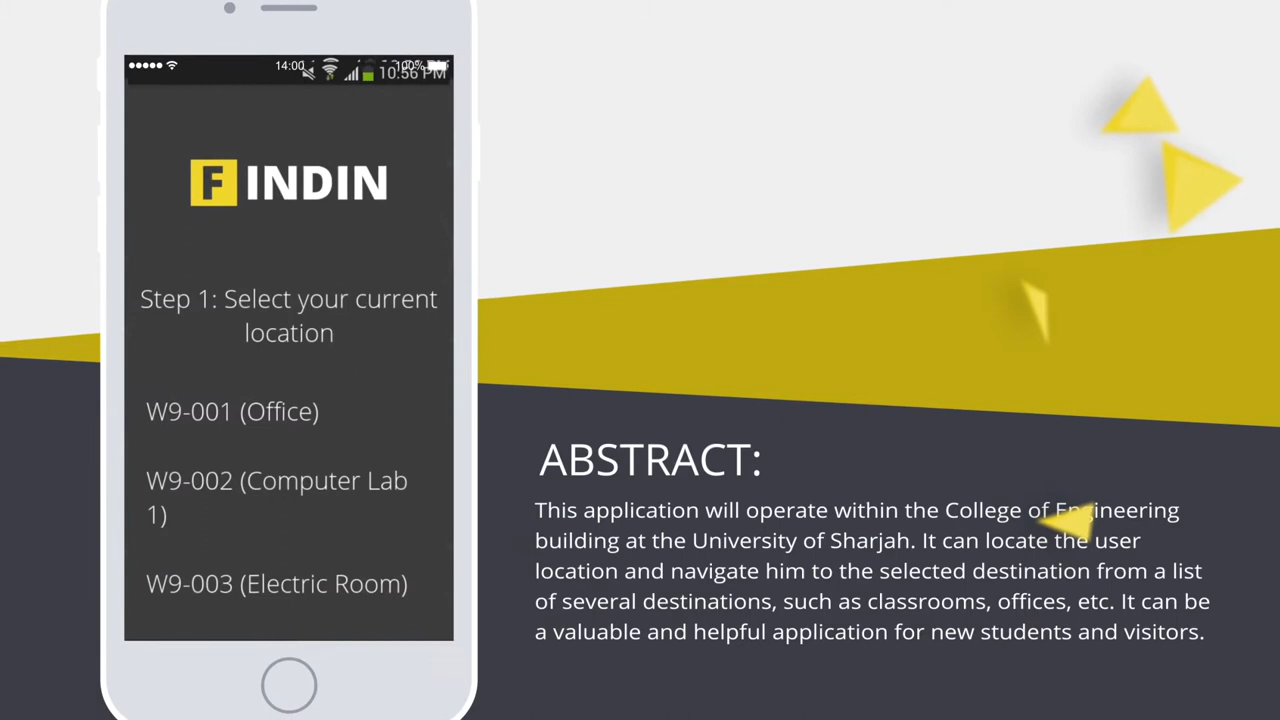 14:00
100%
10:56 PM
FINDIN
Step 1: Select your current
location
W9-001 (Office)
W9-002 (Computer Lab
1)
W9-003 (Electric Room)
ABSTRACT:
This application will operate within the College of Engineering
building at the University of Sharjah. It can locate the user
location and navigate him to the selected destination from a list
of several destinations, such as classrooms, offices, etc. It can be
a valuable and helpful application for new students and visitors.